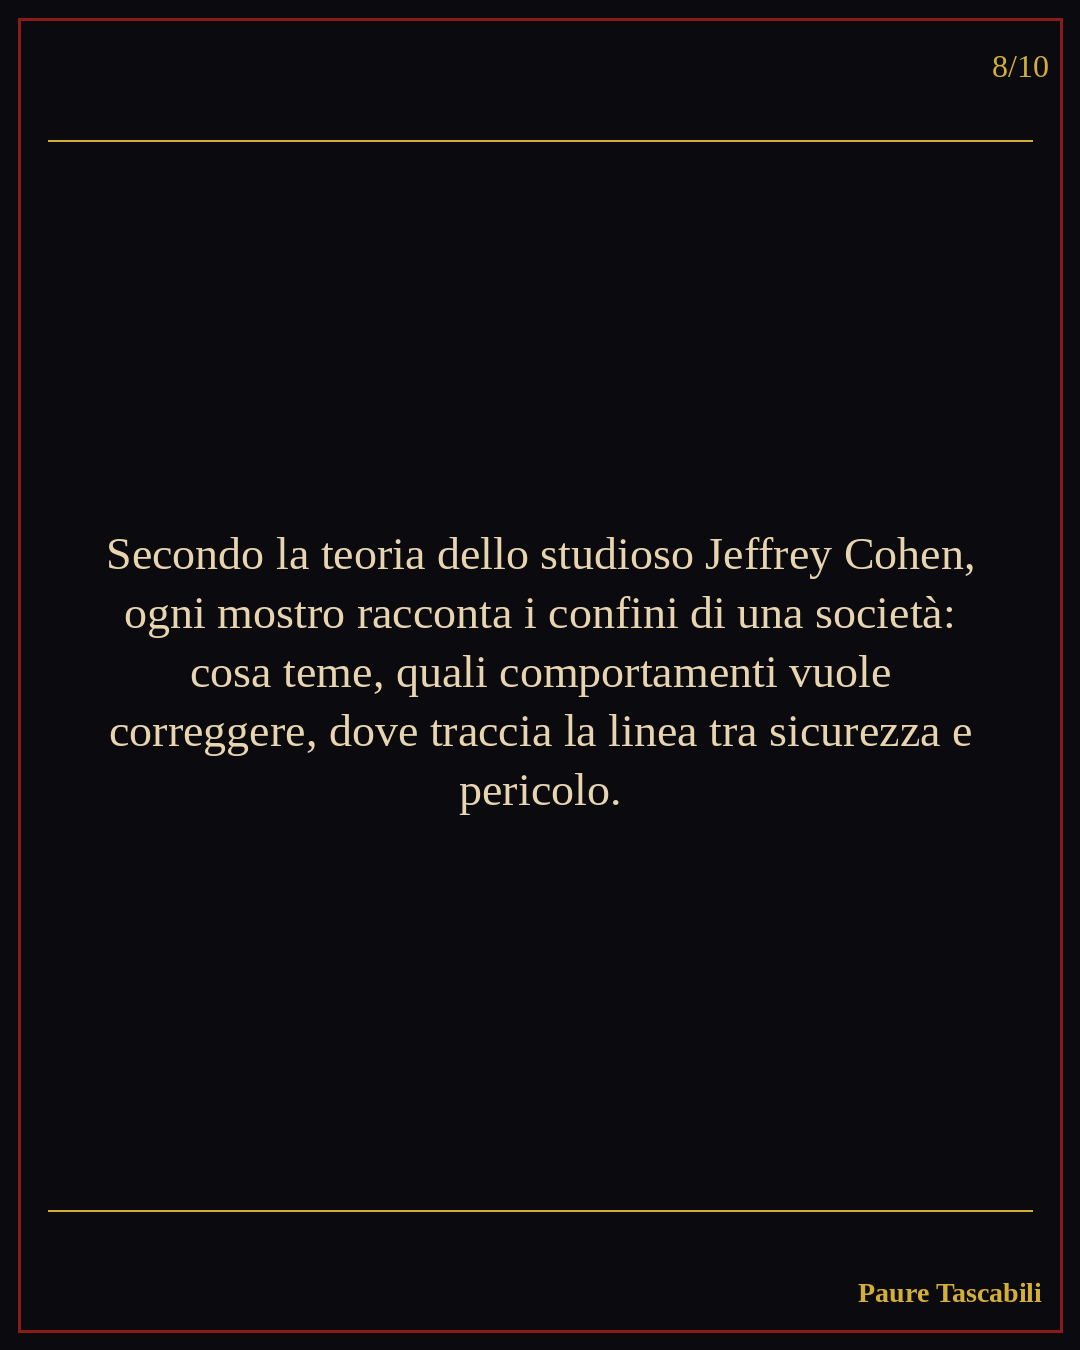 8/10
Secondo la teoria dello studioso Jeffrey Cohen,
ogni mostro racconta i confini di una società:
cosa teme, quali comportamenti vuole
correggere, dove traccia la linea tra sicurezza e
pericolo.
Paure Tascabili